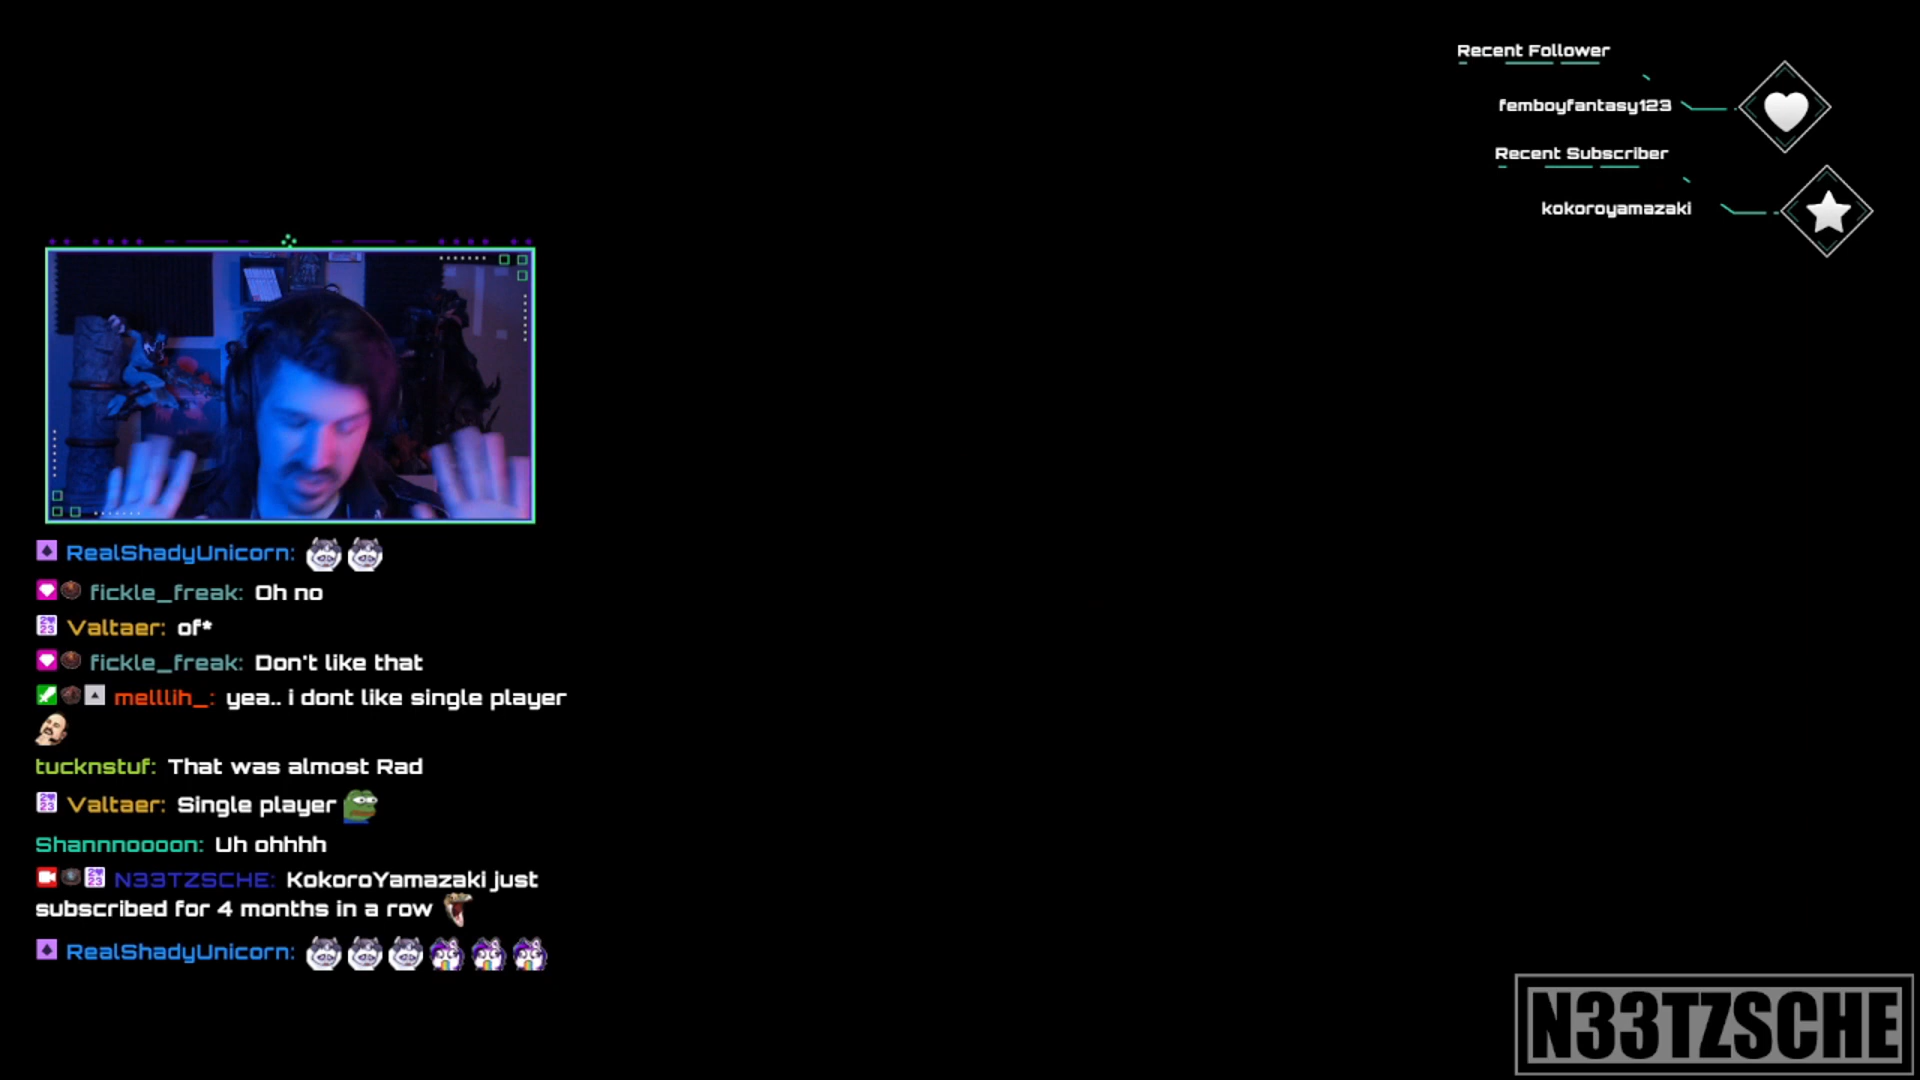 Recent Follower
femboyfantasy123
Recent Subscriber
kokoroyamazaki
RealShadyUnicorn:
fickle_freak: Oh no
Valtaer: of*
fickle_freak: Don't like that
melllih_: yea.. i dont like single player
tucknstuf: That was almost Rad
Valtaer: Single player
Shannnoooon: Uh ohhhh
N33TZSCHE: KokoroYamazaki just
subscribed for 4 months in a row
RealShadyUnicorn:
N33TZSCHE